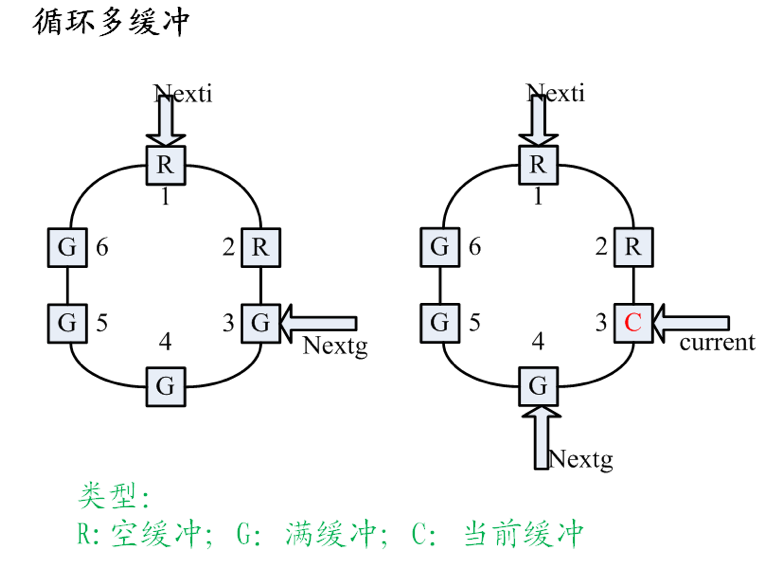 循环多缓冲
Nexti Nexti
R R
1 1
G 6 2 R G 6 2 R
G 5 3 G G 5 3 C
4 4
Nextg current
G G
Nextg
类型:
R: 空缓冲; G: 满缓冲; C: 当前缓冲